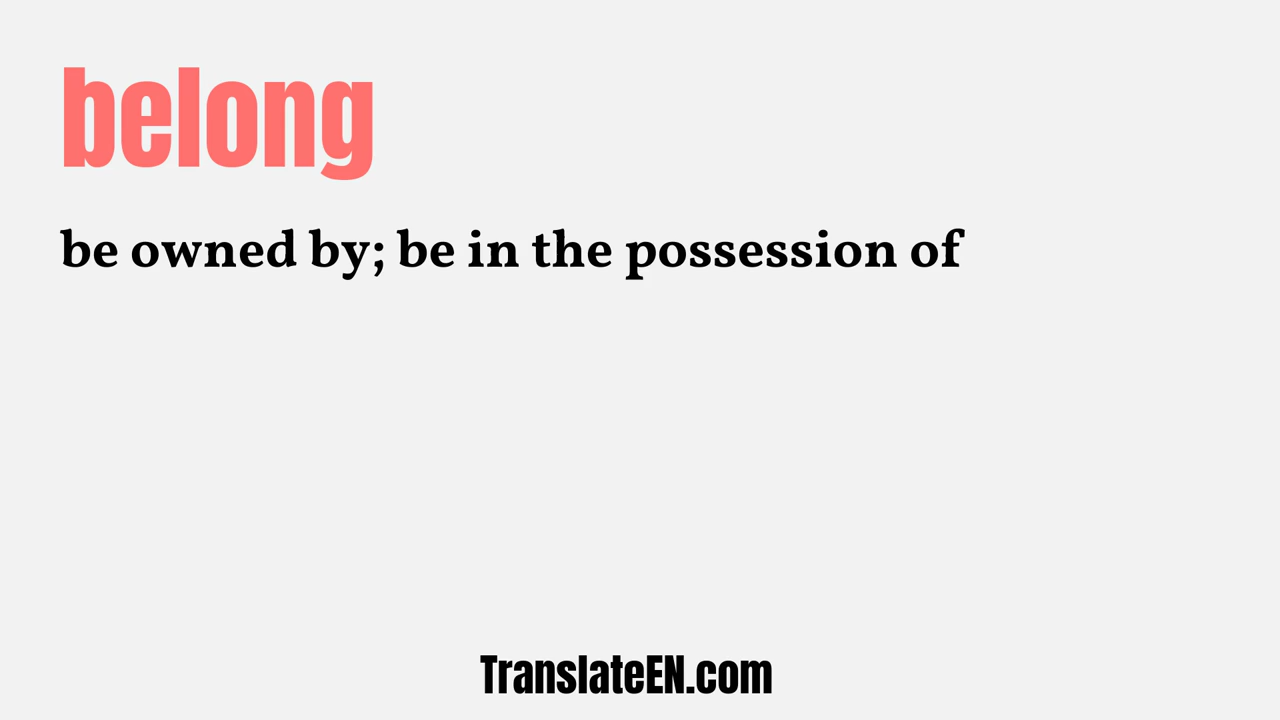 belong
be owned by; be in the possession of
TranslateEN.com